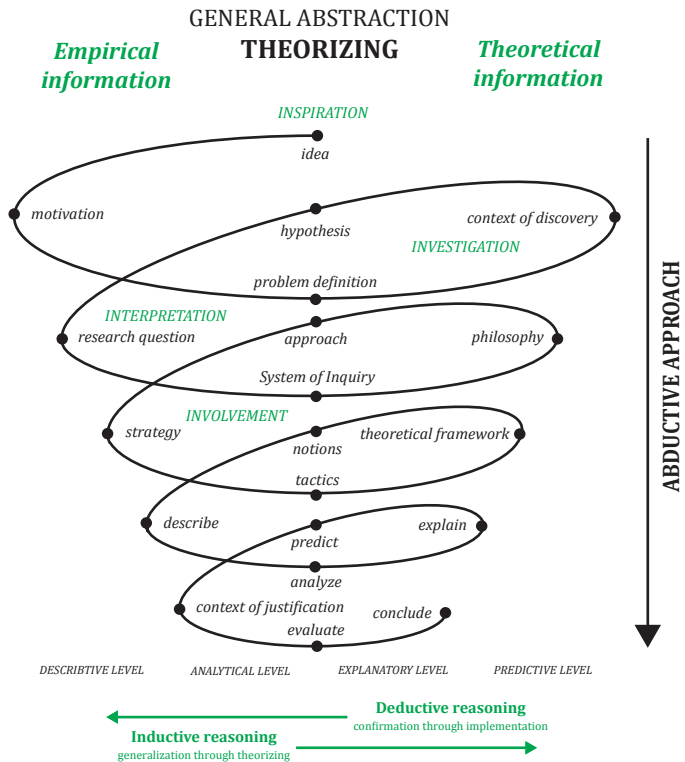 GENERAL ABSTRACTION
THEORIZING
Empirical
information
Theoretical
information
INSPIRATION
idea
motivation
hypothesis
context of discovery
INVESTIGATION
problem definition
INTERPRETATION
research question
approach
philosophy
System of Inquiry
INVOLVEMENT
strategy
notions
theoretical framework
tactics
describe
predict
explain
analyze
context of justification
conclude
evaluate
ABDUCTIVE APPROACH
DESCRIBTIVE LEVEL
ANALYTICAL LEVEL
EXPLANATORY LEVEL
PREDICTIVE LEVEL
Deductive reasoning
confirmation through implementation
Inductive reasoning
generalization through theorizing